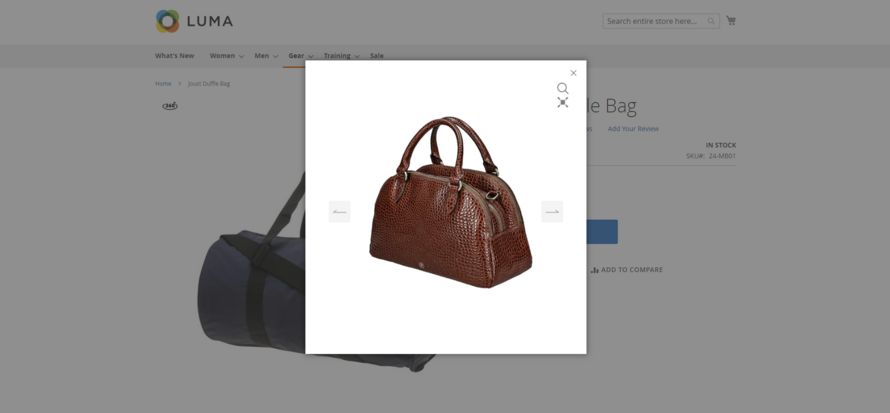 LUMA
Search entire store here...
What's New Women Men Gear Training Sale
Home Joust Duffle Bag
360
le Bag
Add Your Review
IN STOCK
SKU#: 24-MB01
ADD TO COMPARE